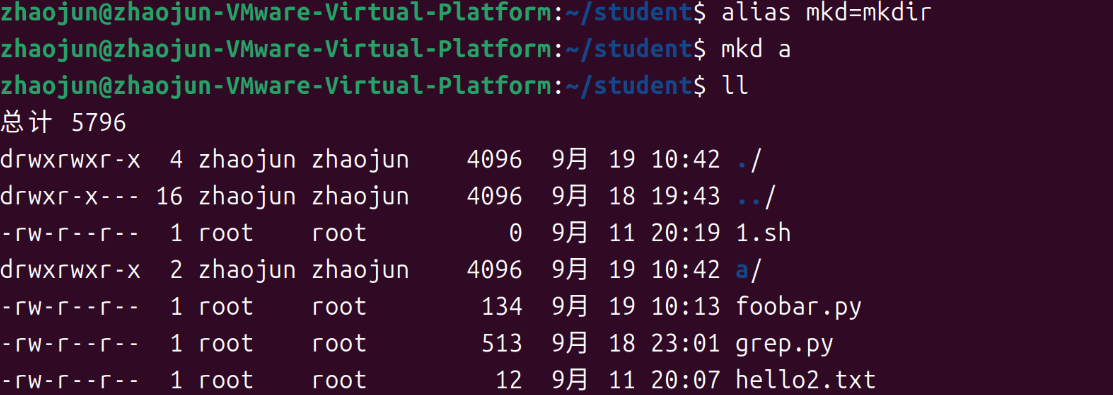 zhaojun@zhaojun-VMware-Virtual-Platform:~/student$ alias mkd=mkdir
zhaojun@zhaojun-VMware-Virtual-Platform:~/student$ mkd a
zhaojun@zhaojun-VMware-Virtual-Platform:~/student$ ll
总计 5796
drwxrwxr-x  4 zhaojun zhaojun    4096  9月 19 10:42 ./
drwxr-x--- 16 zhaojun zhaojun    4096  9月 18 19:43 ../
-rw-r--r--  1 root    root          0  9月 11 20:19 1.sh
drwxrwxr-x  2 zhaojun zhaojun    4096  9月 19 10:42 a/
-rw-r--r--  1 root    root        134  9月 19 10:13 foobar.py
-rw-r--r--  1 root    root        513  9月 18 23:01 grep.py
-rw-r--r--  1 root    root         12  9月 11 20:07 hello2.txt